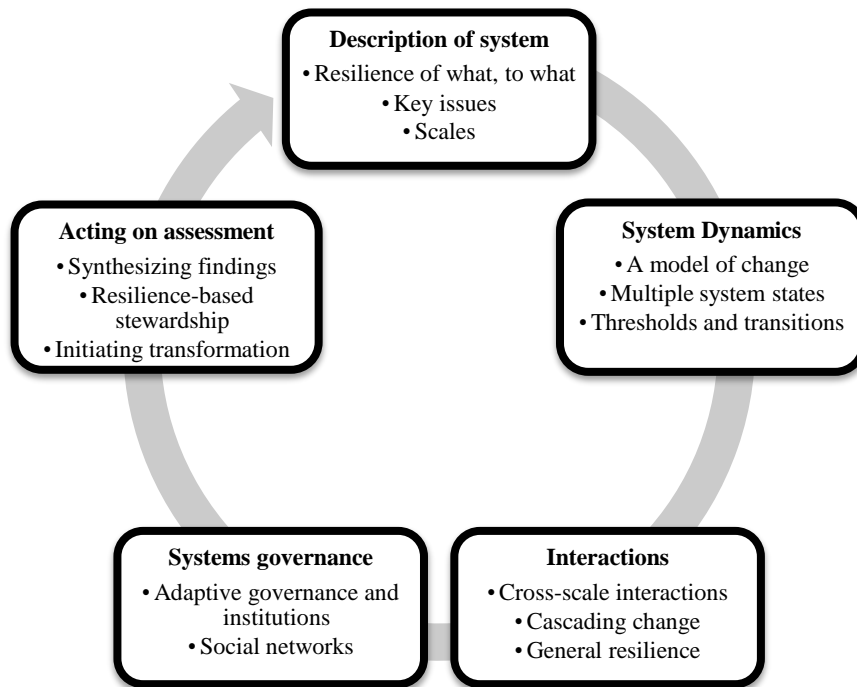 Description of system
• Resilience of what, to what
• Key issues
• Scales
System Dynamics
• A model of change
• Multiple system states
• Thresholds and transitions
Interactions
• Cross-scale interactions
• Cascading change
• General resilience
Systems governance
• Adaptive governance and
institutions
• Social networks
Acting on assessment
• Synthesizing findings
• Resilience-based
stewardship
• Initiating transformation